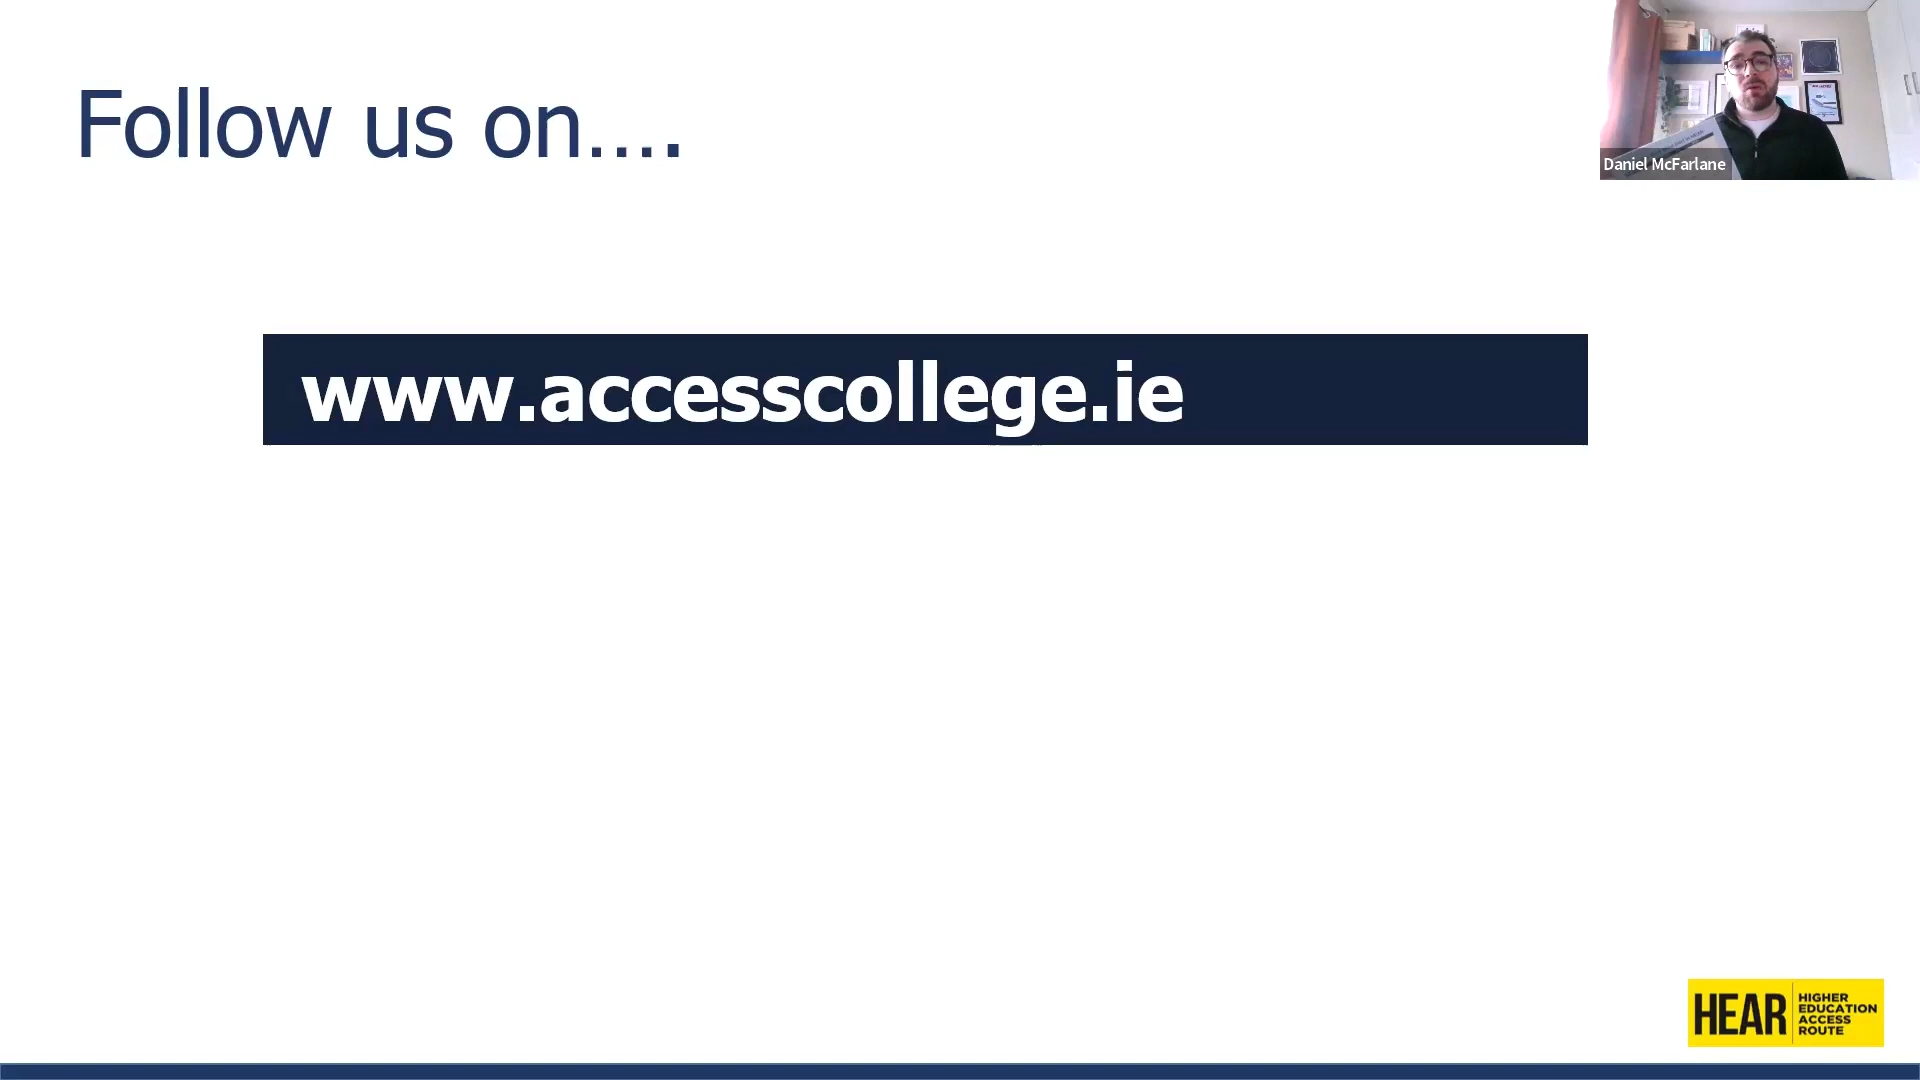 Follow us on....
Daniel McFarlane
www.accesscollege.ie
HEAR
HIGHER
EDUCATION
ACCESS
ROUTE